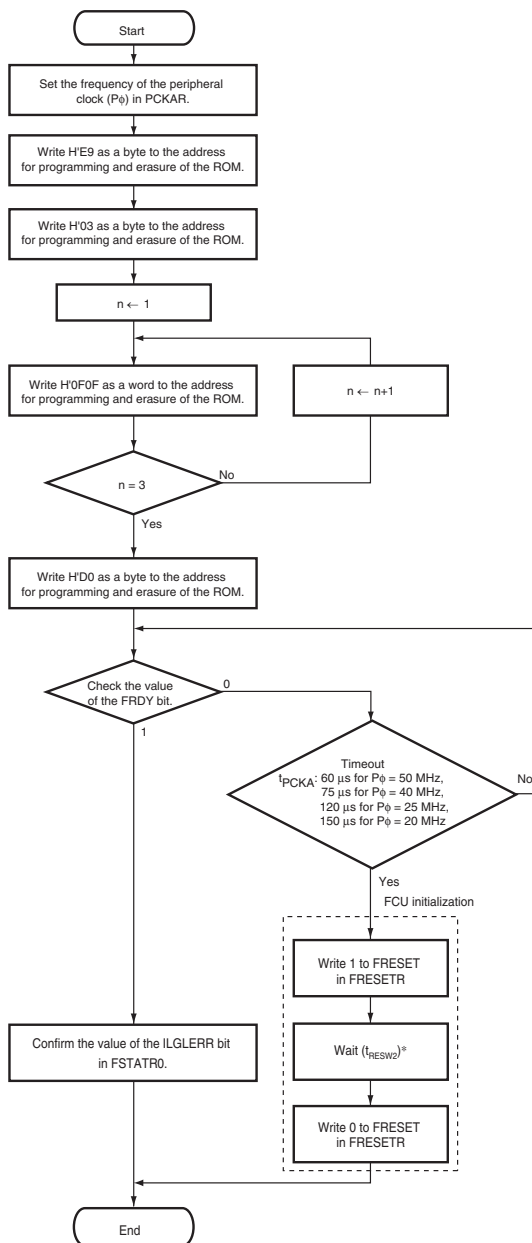 Start
Set the frequency of the peripheral
clock (Pϕ) in PCKAR.
Write H'E9 as a byte to the address
for programming and erasure of the ROM.
Write H'03 as a byte to the address
for programming and erasure of the ROM.
n ← 1
Write H'0F0F as a word to the address
for programming and erasure of the ROM.
n ← n+1
n = 3
No
Yes
Write H'D0 as a byte to the address
for programming and erasure of the ROM.
Check the value
of the FRDY bit.
0
1
Timeout
tPCKA: 60 μs for Pϕ = 50 MHz,
75 μs for Pϕ = 40 MHz,
120 μs for Pϕ = 25 MHz,
150 μs for Pϕ = 20 MHz
No
Yes
FCU initialization
Write 1 to FRESET
in FRESETR
Wait (tRESW2)*
Write 0 to FRESET
in FRESETR
Confirm the value of the ILGLERR bit
in FSTATR0.
End